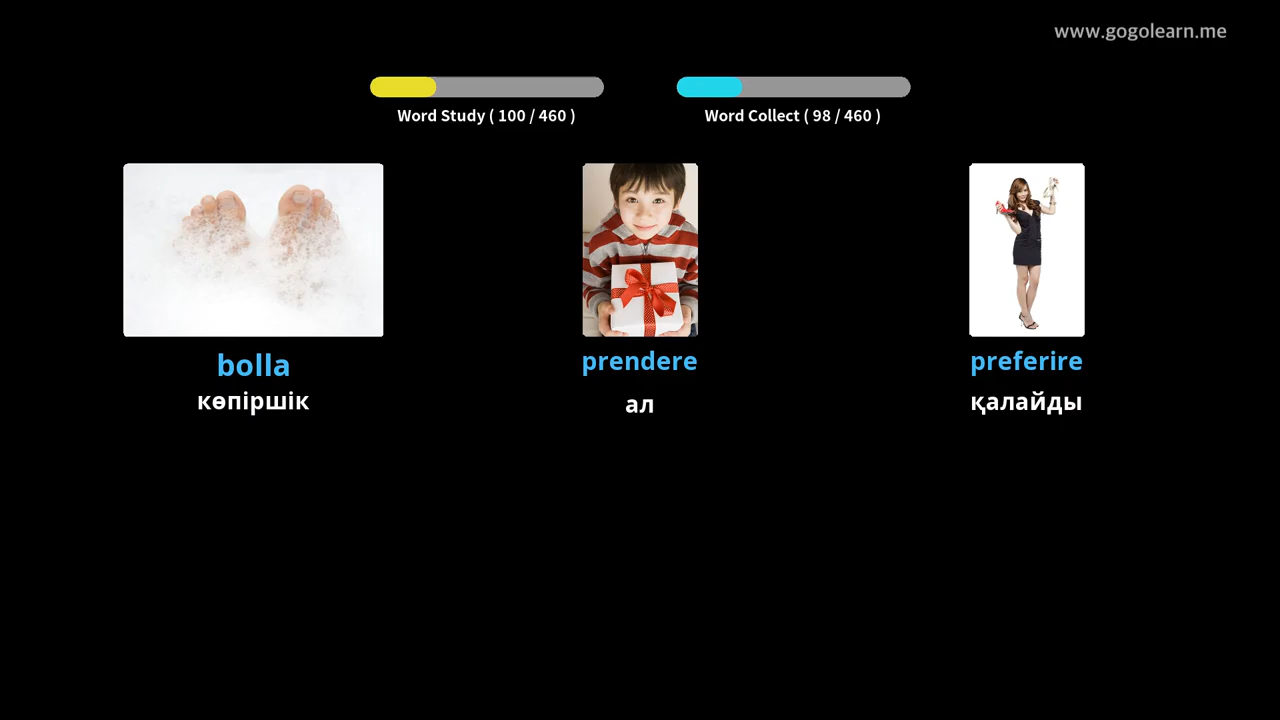 www.gogolearn.me
Word Study ( 100 / 460 )
Word Collect ( 98 / 460 )
bolla
көпіршік
prendere
ал
preferire
қалайды